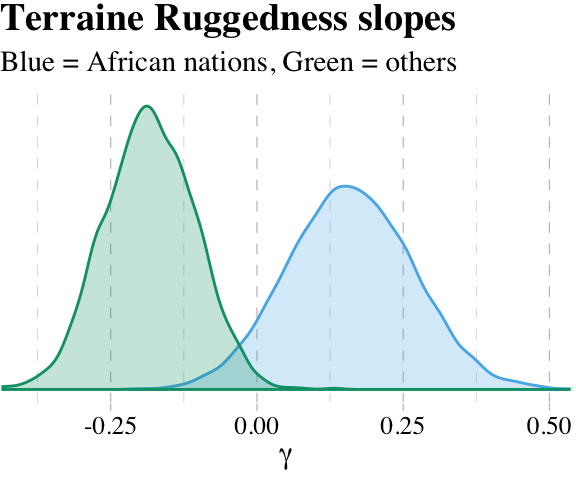 Terraine Ruggedness slopes
Blue = African nations, Green = others
-0.25 0.00 0.25 0.50
γ